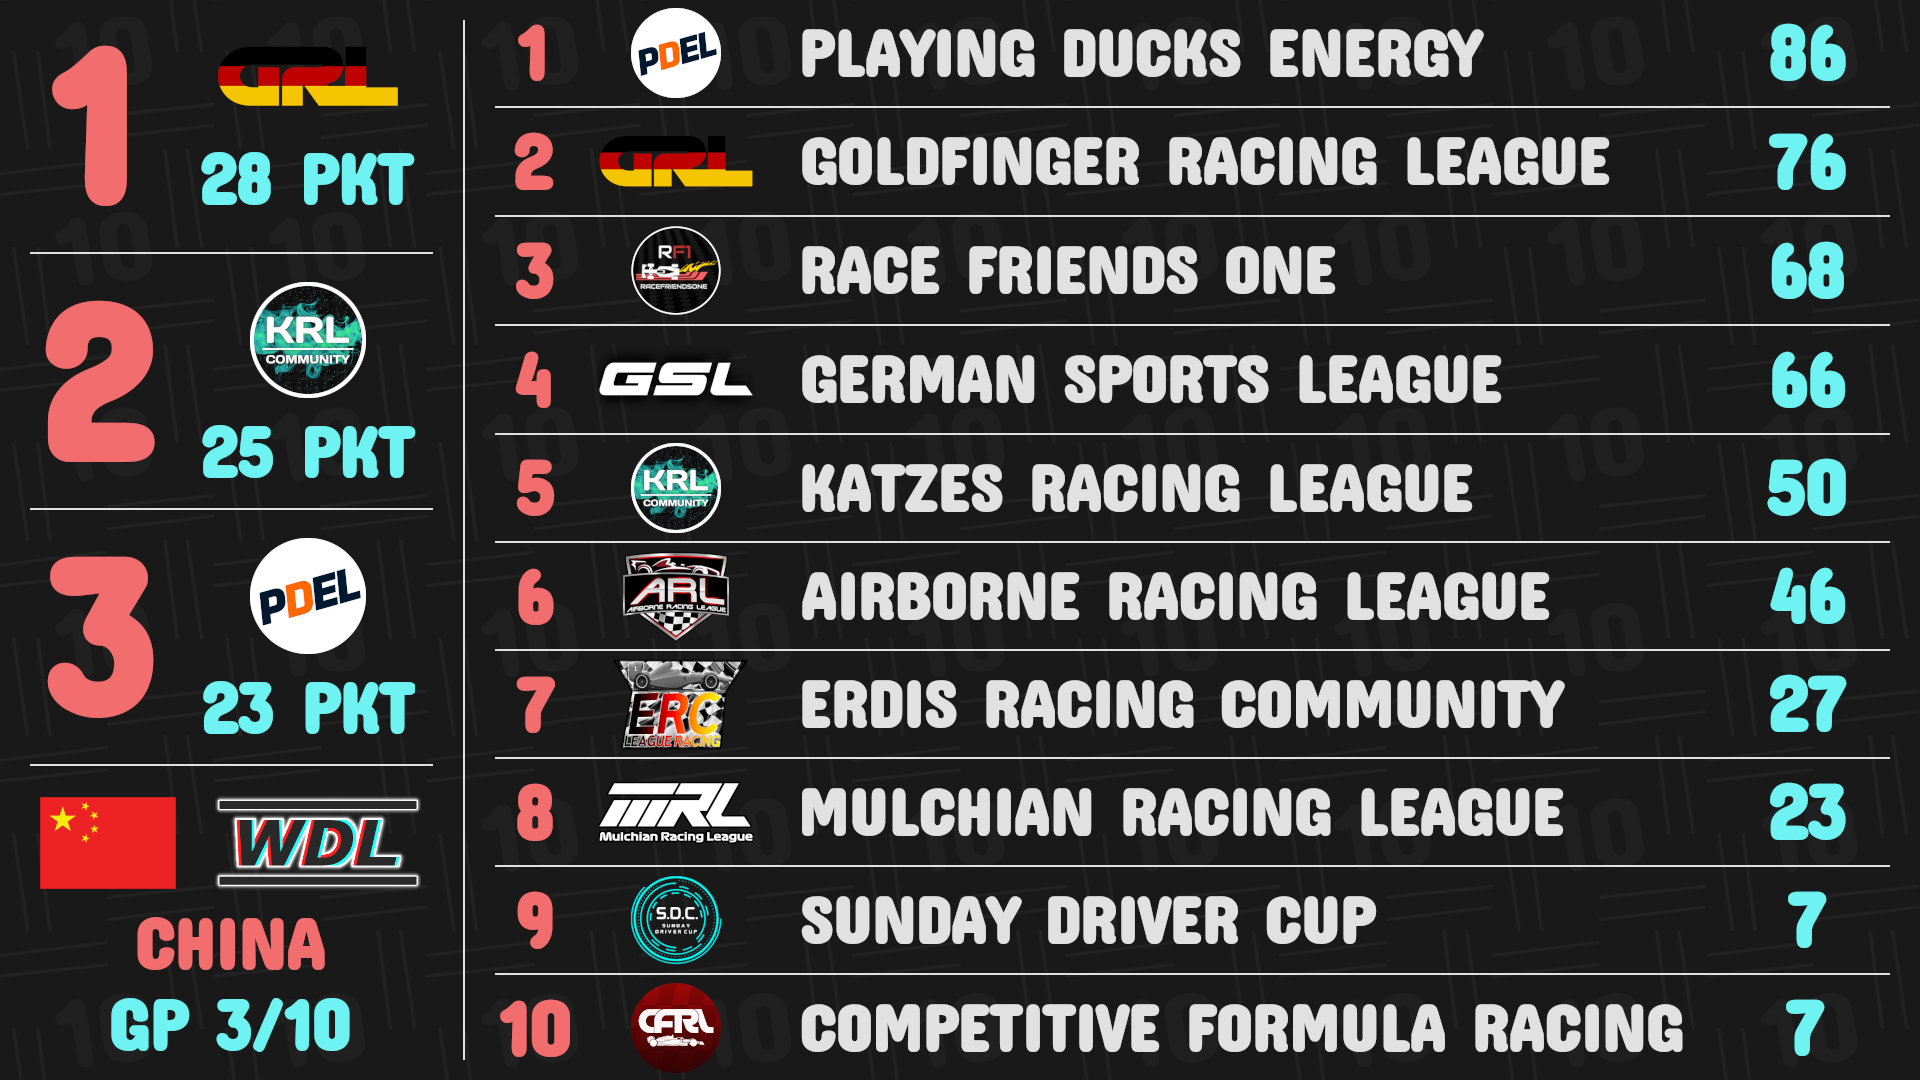 1
GRL
28 PKT
2
KRL
COMMUNITY
25 PKT
3
PDEL
23 PKT
WDL
CHINA
GP 3/10
1 PDEL PLAYING DUCKS ENERGY 86
2 GRL GOLDFINGER RACING LEAGUE 76
3 RF1 RACEFRIENDSONE RACE FRIENDS ONE 68
4 GSL GERMAN SPORTS LEAGUE 66
5 KRL COMMUNITY KATZES RACING LEAGUE 50
6 ARL AIRBORNE RACING LEAGUE AIRBORNE RACING LEAGUE 46
7 ERC LEAGUE RACING ERDIS RACING COMMUNITY 27
8 MRL Mulchian Racing League MULCHIAN RACING LEAGUE 23
9 S.D.C. SUNDAY DRIVER CUP SUNDAY DRIVER CUP 7
10 CFRL COMPETITIVE FORMULA RACING 7